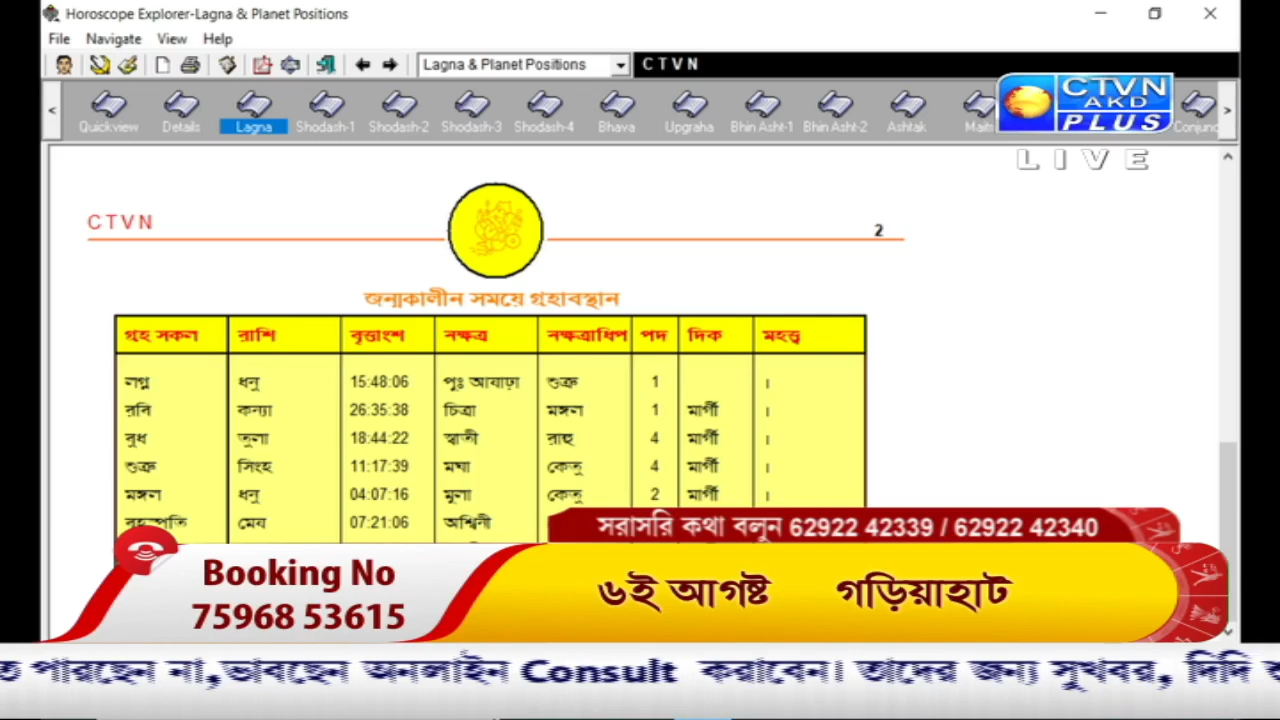 Horoscope Explorer-Lagna & Planet Positions
File Navigate View Help
Lagna & Planet Positions CTVN
Quickview Details Lagna Shodash-1 Shodash-2 Shodash-3 Shodash-4 Bhava Upgraha Bhin Asht-1 Bhin Asht-2 Ashtak
CTVN
AKD
PLUS
LIVE
CTVN 2
জন্মকালীন সময়ে গৃহাবস্থান
গৃহ সকল রাশি বৃত্তাংশ নক্ষত্র নক্ষত্রাধিপ পদ দিক মহত্ত্ব
লগ্ন ধনু 15:48:06 পুঃ আষাঢ়া শুক্র 1 ।
রবি কন্যা 26:35:38 চিত্রা মঙ্গল 1 মার্গী ।
বুধ তুলা 18:44:22 স্বাতী রাহু 4 মার্গী ।
শুক্র সিংহ 11:17:39 মঘা কেতু 4 মার্গী ।
মঙ্গল ধনু 04:07:16 মুলা কেতু 2 মার্গী ।
মেষ 07:21:06 অশ্বিনী
সরাসরি কথা বলুন 62922 42339 / 62922 42340
Booking No
75968 53615
৬ই আগষ্ট গড়িয়াহাট
পারছেন না,ভাবছেন অনলাইন Consult করাবেন। তাদের জন্য সুখবর, দিদি